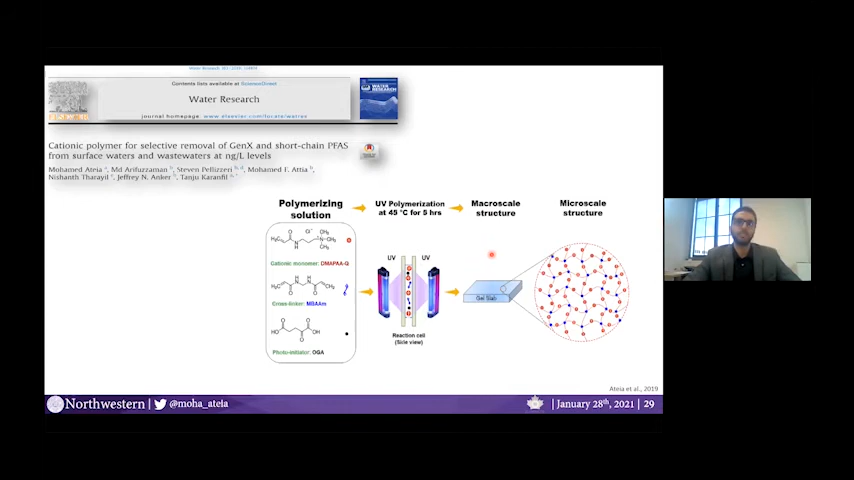 Contents lists available at ScienceDirect
Water Research
journal homepage: www.elsevier.com/locate/watres
WATER RESEARCH
Cationic polymer for selective removal of GenX and short-chain PFAS
from surface waters and wastewaters at ng/L levels
Mohamed Ateia a, Md Arifuzzaman b, Steven Pellizzeri b, d, Mohamed F. Attia b,
Nishanth Tharayil c, Jeffrey N. Anker b, Tanju Karanfil a, *
Polymerizing
solution
UV Polymerization
at 45 °C for 5 hrs
Macroscale
structure
Microscale
structure
Cationic monomer: DMAPAA-Q
Cross-linker: MBAAm
Photo-initiator: OGA
UV
UV
Reaction cell
(Side view)
Gel Slab
Ateia et al., 2019
Northwestern | @moha_ateia
| January 28th, 2021 | 29